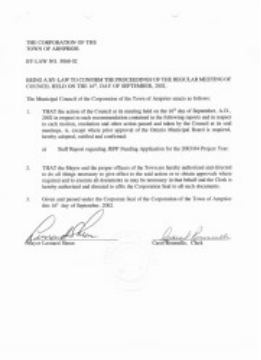 THE CORPORATION OF THE
TOWN OF ARNPRIOR
BY-LAW NO. -02
BEING A BY-LAW TO CONFIRM THE PROCEEDINGS OF THE REGULAR MEETING OF
COUNCIL HELD ON THE 16th, DAY OF SEPTEMBER, 2002.
The Municipal Council of the Corporation of the Town of Arnprior enacts as follows:
1. THAT the action of the Council at its meeting held on the 16th day of September, A.D.,
2002 in respect to each recommendation contained in the following reports and in respect
to each motion, resolution and other action passed and taken by the Council at its said
meetings, is, except where prior approval of the Ontario Municipal Board is required,
hereby adopted, ratified and confirmed:
a) Staff Report regarding Funding Application for the 2003/04 Project Year.
2. THAT the Mayor and the proper officers of the Town are hereby authorized and directed
to do all things necessary to give effect to the said action or to obtain approvals where
required and to execute all documents as may be necessary in that behalf and the Clerk is
hereby authorized and directed to affix the Corporation Seal to all such documents.
3. Given and passed under the Corporate Seal of the Corporation of the Town of Arnprior
this 16th day of September, 2002.
Mayor Leonard Clerk